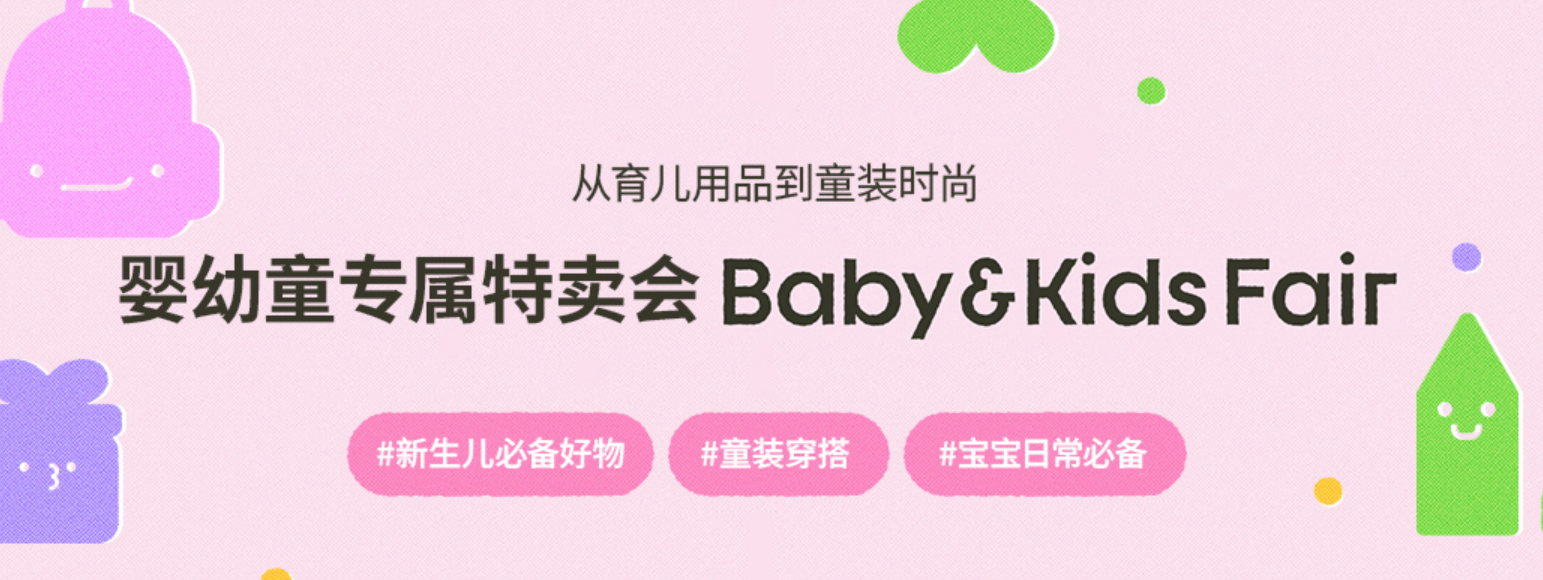 从育儿用品到童装时尚
婴幼童专属特卖会 Baby&Kids Fair
#新生儿必备好物 #童装穿搭 #宝宝日常必备